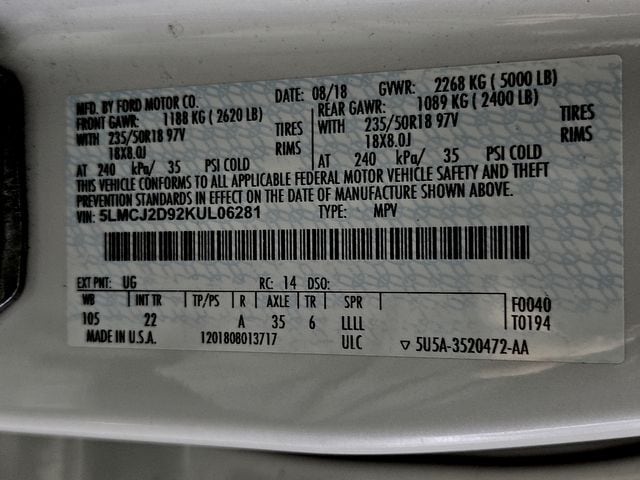 MFD. BY FORD MOTOR CO. DATE: 08/18 GVWR: 2268 KG ( 5000 LB)
FRONT GAWR: 1188 KG ( 2620 LB) REAR GAWR: 1089 KG ( 2400 LB)
WITH 235/50R18 97V TIRES WITH 235/50R18 97V TIRES
18X8.0J RIMS 18X8.0J RIMS
AT 240 kPa/ 35 PSI COLD AT 240 kPa/ 35 PSI COLD
THIS VEHICLE CONFORMS TO ALL APPLICABLE FEDERAL MOTOR VEHICLE SAFETY AND THEFT
PREVENTION STANDARDS IN EFFECT ON THE DATE OF MANUFACTURE SHOWN ABOVE.
VIN: 5LMCJ2D92KUL06281 TYPE: MPV
EXT PNT: UG RC: 14 DSO:
WB INT TR TP/PS R AXLE TR SPR F0040
105 22 A 35 6 LLLL T0194
MADE IN U.S.A. 1201808013717 ULC ▽ 5U5A-3520472-AA